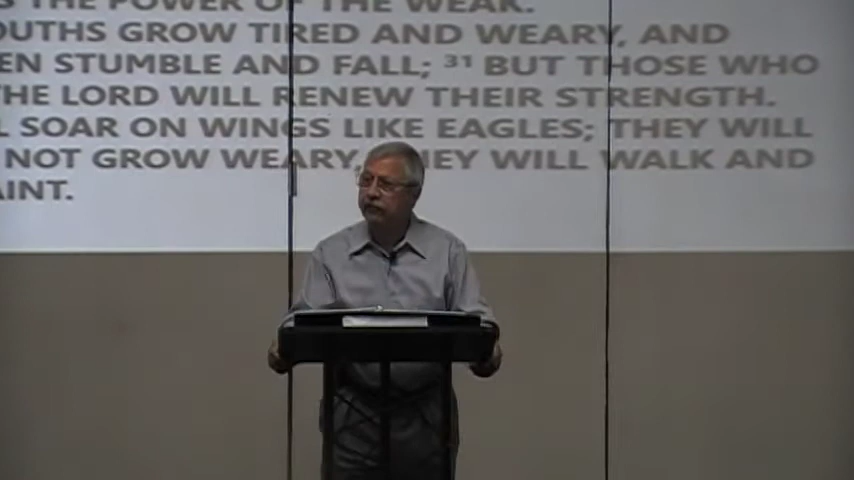 THE POWER OF THE WEAK.
OUTHS GROW TIRED AND WEARY, AND
EN STUMBLE AND FALL; 31 BUT THOSE WHO
THE LORD WILL RENEW THEIR STRENGTH.
L SOAR ON WINGS LIKE EAGLES; THEY WILL
NOT GROW WEARY, HEY WILL WALK AND
AINT.